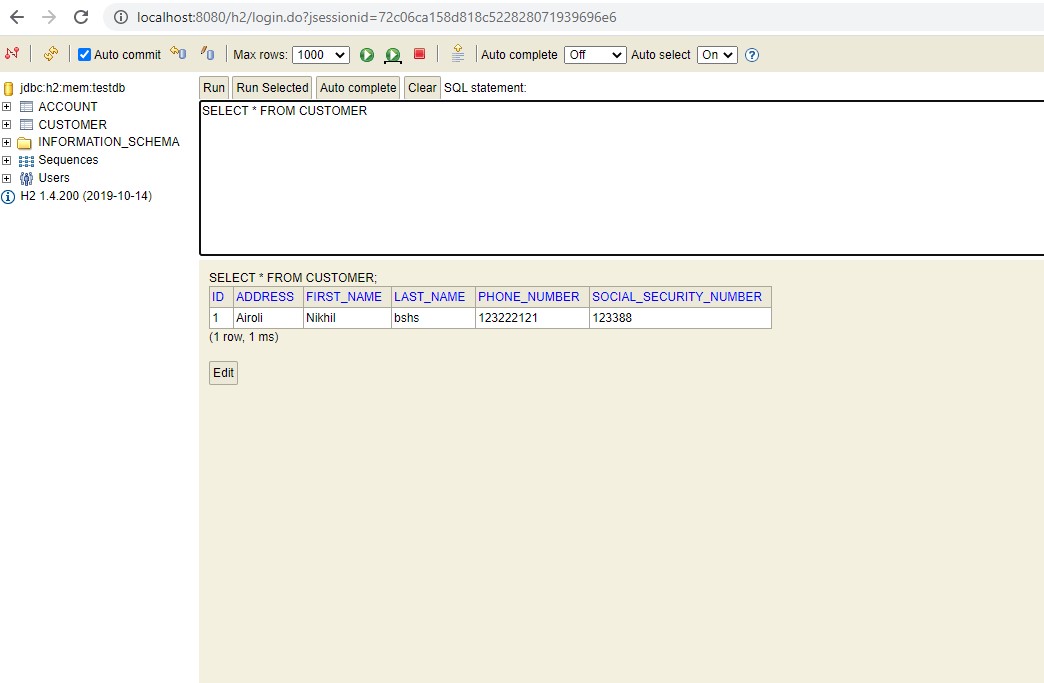 localhost:8080/h2/login.do?jsessionid=72c06ca158d818c522828071939696e6
Auto commit Max rows: 1000 Auto complete Off Auto select On ?
jdbc:h2:mem:testdb
ACCOUNT
CUSTOMER
INFORMATION_SCHEMA
Sequences
Users
H2 1.4.200 (2019-10-14)
Run Run Selected Auto complete Clear SQL statement:
SELECT * FROM CUSTOMER
SELECT * FROM CUSTOMER;
ID ADDRESS FIRST_NAME LAST_NAME PHONE_NUMBER SOCIAL_SECURITY_NUMBER
1 Airoli Nikhil bshs 123222121 123388
(1 row, 1 ms)
Edit